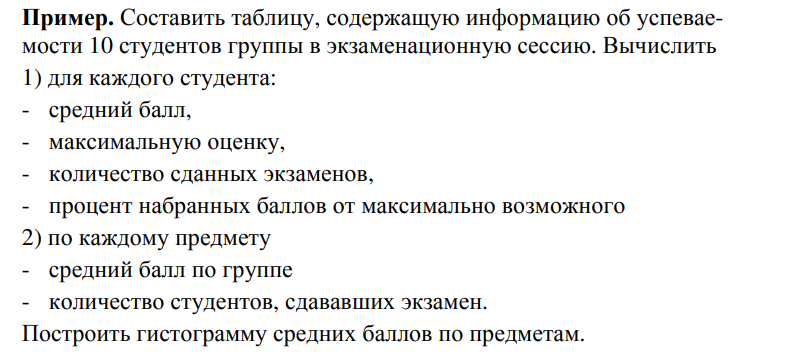 Пример. Составить таблицу, содержащую информацию об успевае-
мости 10 студентов группы в экзаменационную сессию. Вычислить
1) для каждого студента:
- средний балл,
- максимальную оценку,
- количество сданных экзаменов,
- процент набранных баллов от максимально возможного
2) по каждому предмету
- средний балл по группе
- количество студентов, сдававших экзамен.
Построить гистограмму средних баллов по предметам.